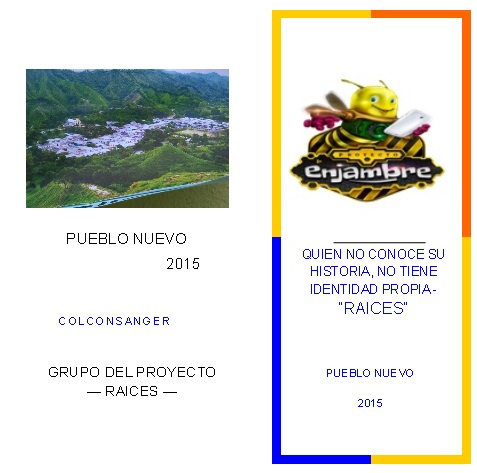 PUEBLO NUEVO
2015
COLCONSANGER
GRUPO DEL PROYECTO
— RAICES —
PROYECTO
enjambre
QUIEN NO CONOCE SU
HISTORIA, NO TIENE
IDENTIDAD PROPIA-
"RAICES"
PUEBLO NUEVO
2015